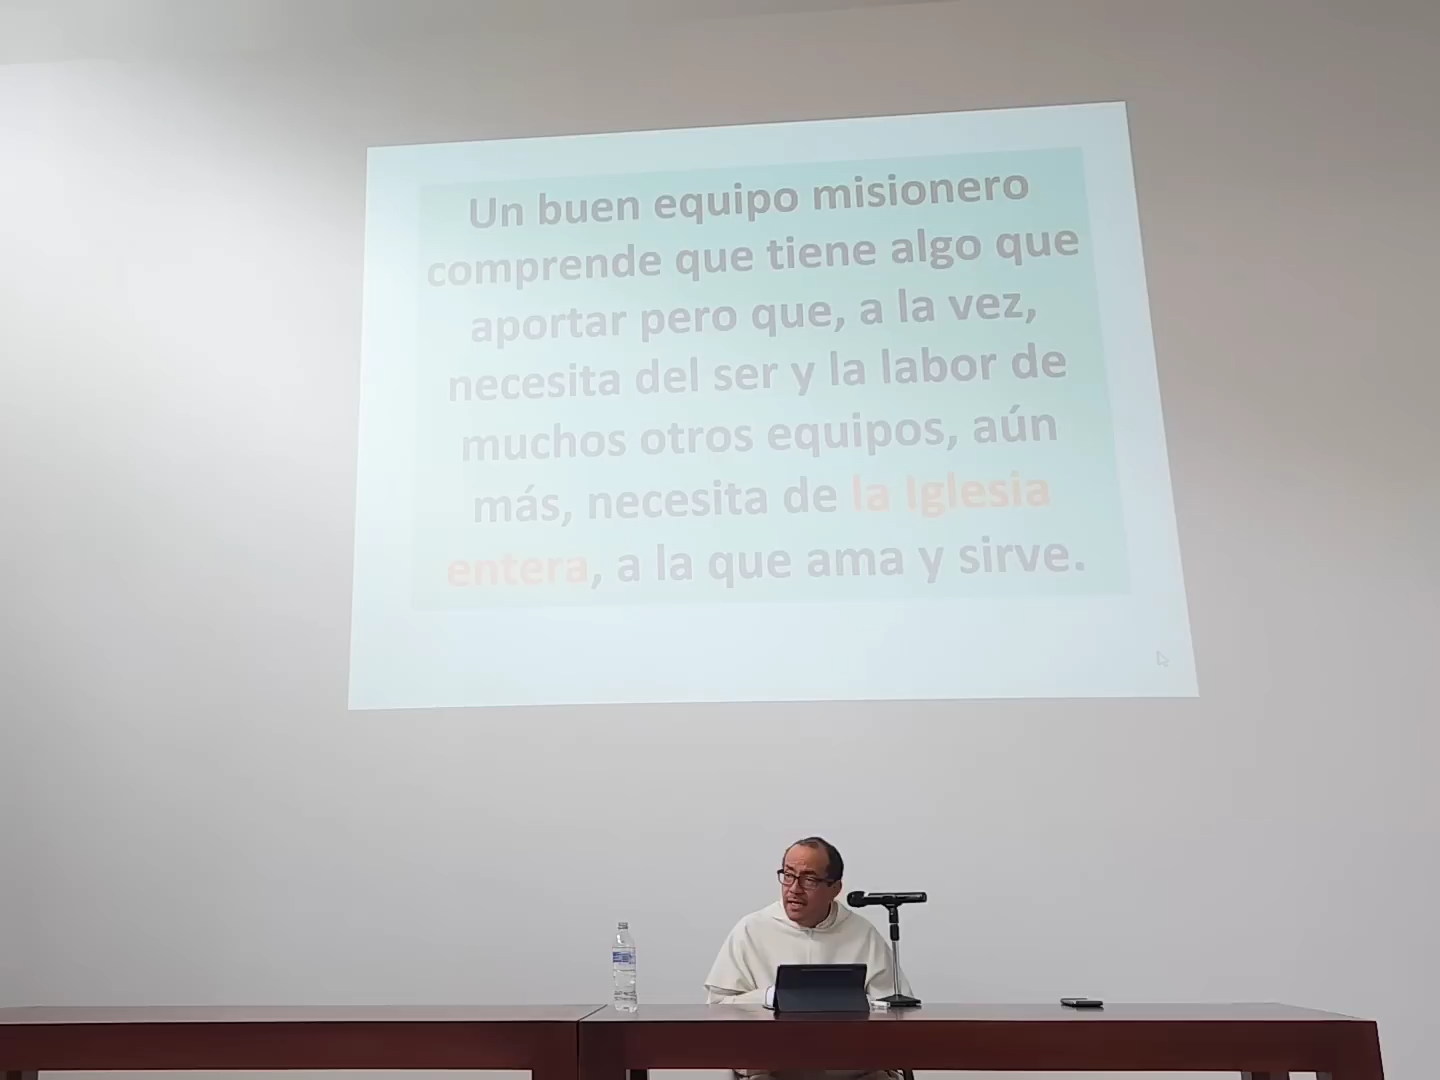 Un buen equipo misionero
comprende que tiene algo que
aportar pero que, a la vez,
necesita del ser y la labor de
muchos otros equipos, aún
más, necesita de la Iglesia
entera, a la que ama y sirve.